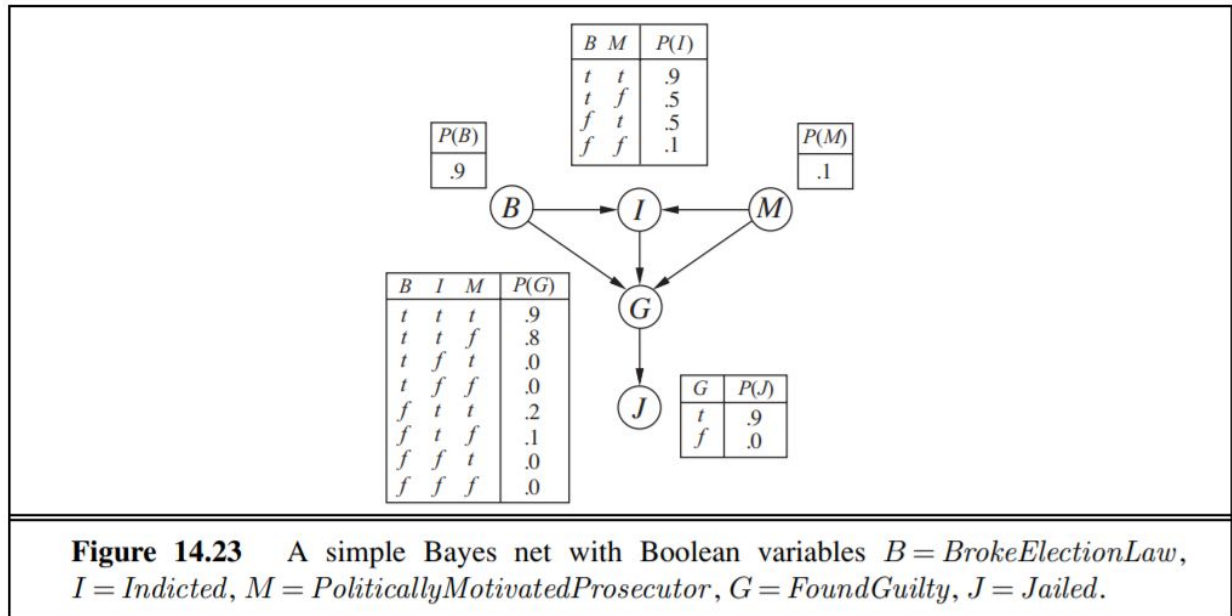 B M P(I)
t t .9
t f .5
f t .5
f f .1
P(B)
.9
P(M)
.1
B
I
M
B I M P(G)
t t t .9
t t f .8
t f t .0
t f f .0
f t t .2
f t f .1
f f t .0
f f f .0
G
J
G P(J)
t .9
f .0
Figure 14.23 A simple Bayes net with Boolean variables B = BrokeElectionLaw,
I = Indicted, M = PoliticallyMotivatedProsecutor, G = FoundGuilty, J = Jailed.